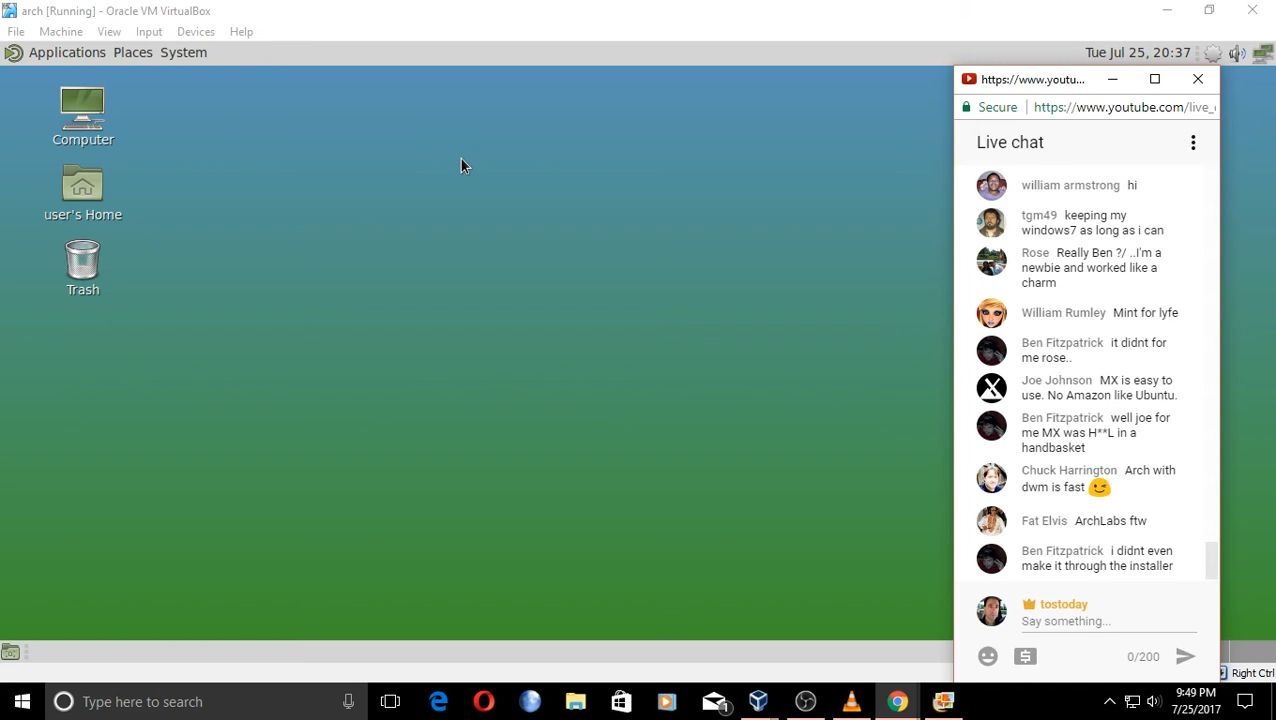 arch [Running] - Oracle VM VirtualBox
File Machine View Input Devices Help
Applications Places System
Tue Jul 25, 20:37
Computer
user's Home
Trash
https://www.youtu...
Secure https://www.youtube.com/live_
Live chat
william armstrong hi
tgm49 keeping my
windows7 as long as i can
Rose Really Ben ?/ ..I'm a
newbie and worked like a
charm
William Rumley Mint for lyfe
Ben Fitzpatrick it didnt for
me rose..
Joe Johnson MX is easy to
use. No Amazon like Ubuntu.
Ben Fitzpatrick well joe for
me MX was H**L in a
handbasket
Chuck Harrington Arch with
dwm is fast 😉
Fat Elvis ArchLabs ftw
Ben Fitzpatrick i didnt even
make it through the installer
tostoday
Say something...
0/200
Right Ctrl
Type here to search
1
9:49 PM
7/25/2017